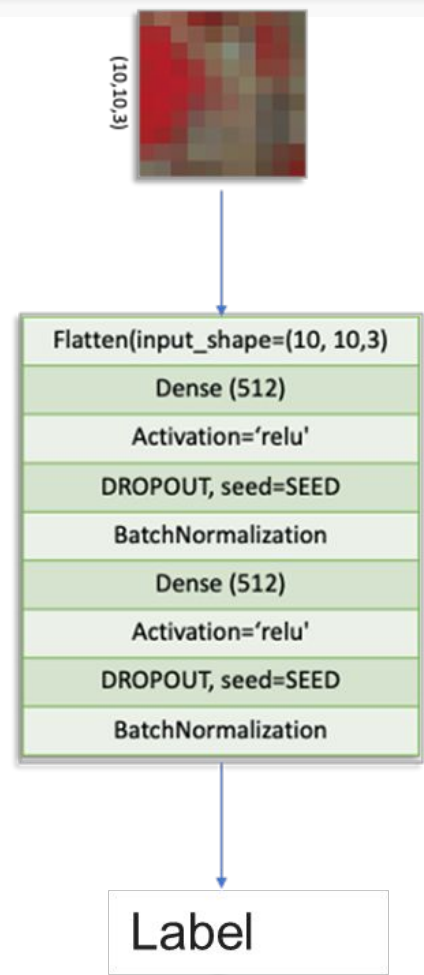 (10,10,3)
Flatten(input_shape=(10, 10,3)
Dense (512)
Activation=‘relu'
DROPOUT, seed=SEED
BatchNormalization
Dense (512)
Activation=‘relu'
DROPOUT, seed=SEED
BatchNormalization
Label